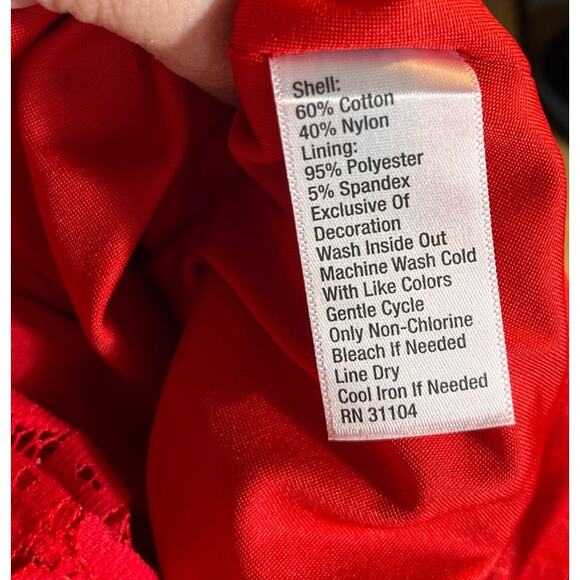 Shell:
60% Cotton
40% Nylon
Lining:
95% Polyester
5% Spandex
Exclusive Of
Decoration
Wash Inside Out
Machine Wash Cold
With Like Colors
Gentle Cycle
Only Non-Chlorine
Bleach If Needed
Line Dry
Cool Iron If Needed
RN 31104